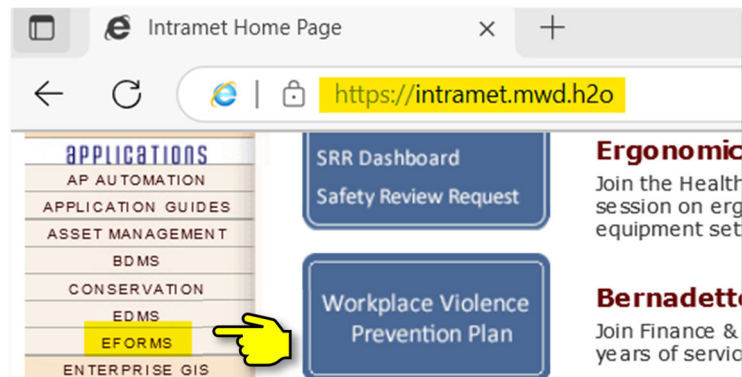 Intramet Home Page
https://intramet.mwd.h2o
APPLICATIONS
AP AUTOMATION
APPLICATION GUIDES
ASSET MANAGEMENT
BDMS
CONSERVATION
EDMS
EFORMS
ENTERPRISE GIS
SRR Dashboard
Safety Review Request
Workplace Violence
Prevention Plan
Ergonomic
Join the Health
session on erg
equipment set
Bernadette
Join Finance &
years of servic